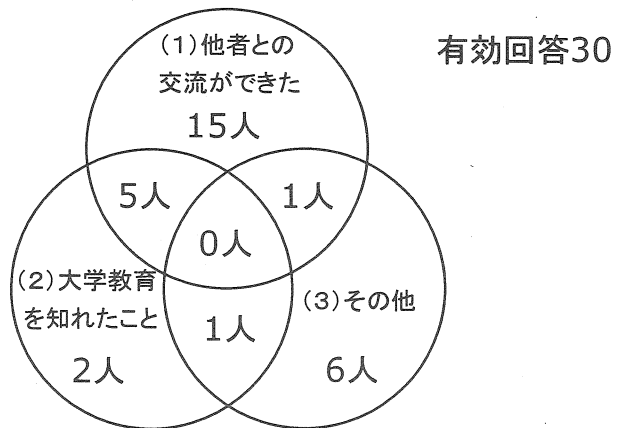 (１)他者との
交流ができた
15人
有効回答30
5人
1人
0人
(２)大学教育
を知れたこと
2人
1人
(３)その他
6人